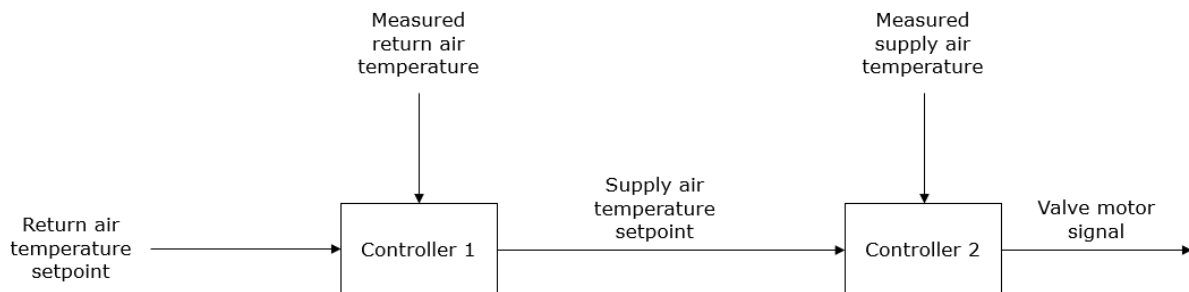 Measured
return air
temperature
Measured
supply air
temperature
Return air
temperature
setpoint
Controller 1
Supply air
temperature
setpoint
Controller 2
Valve motor
signal